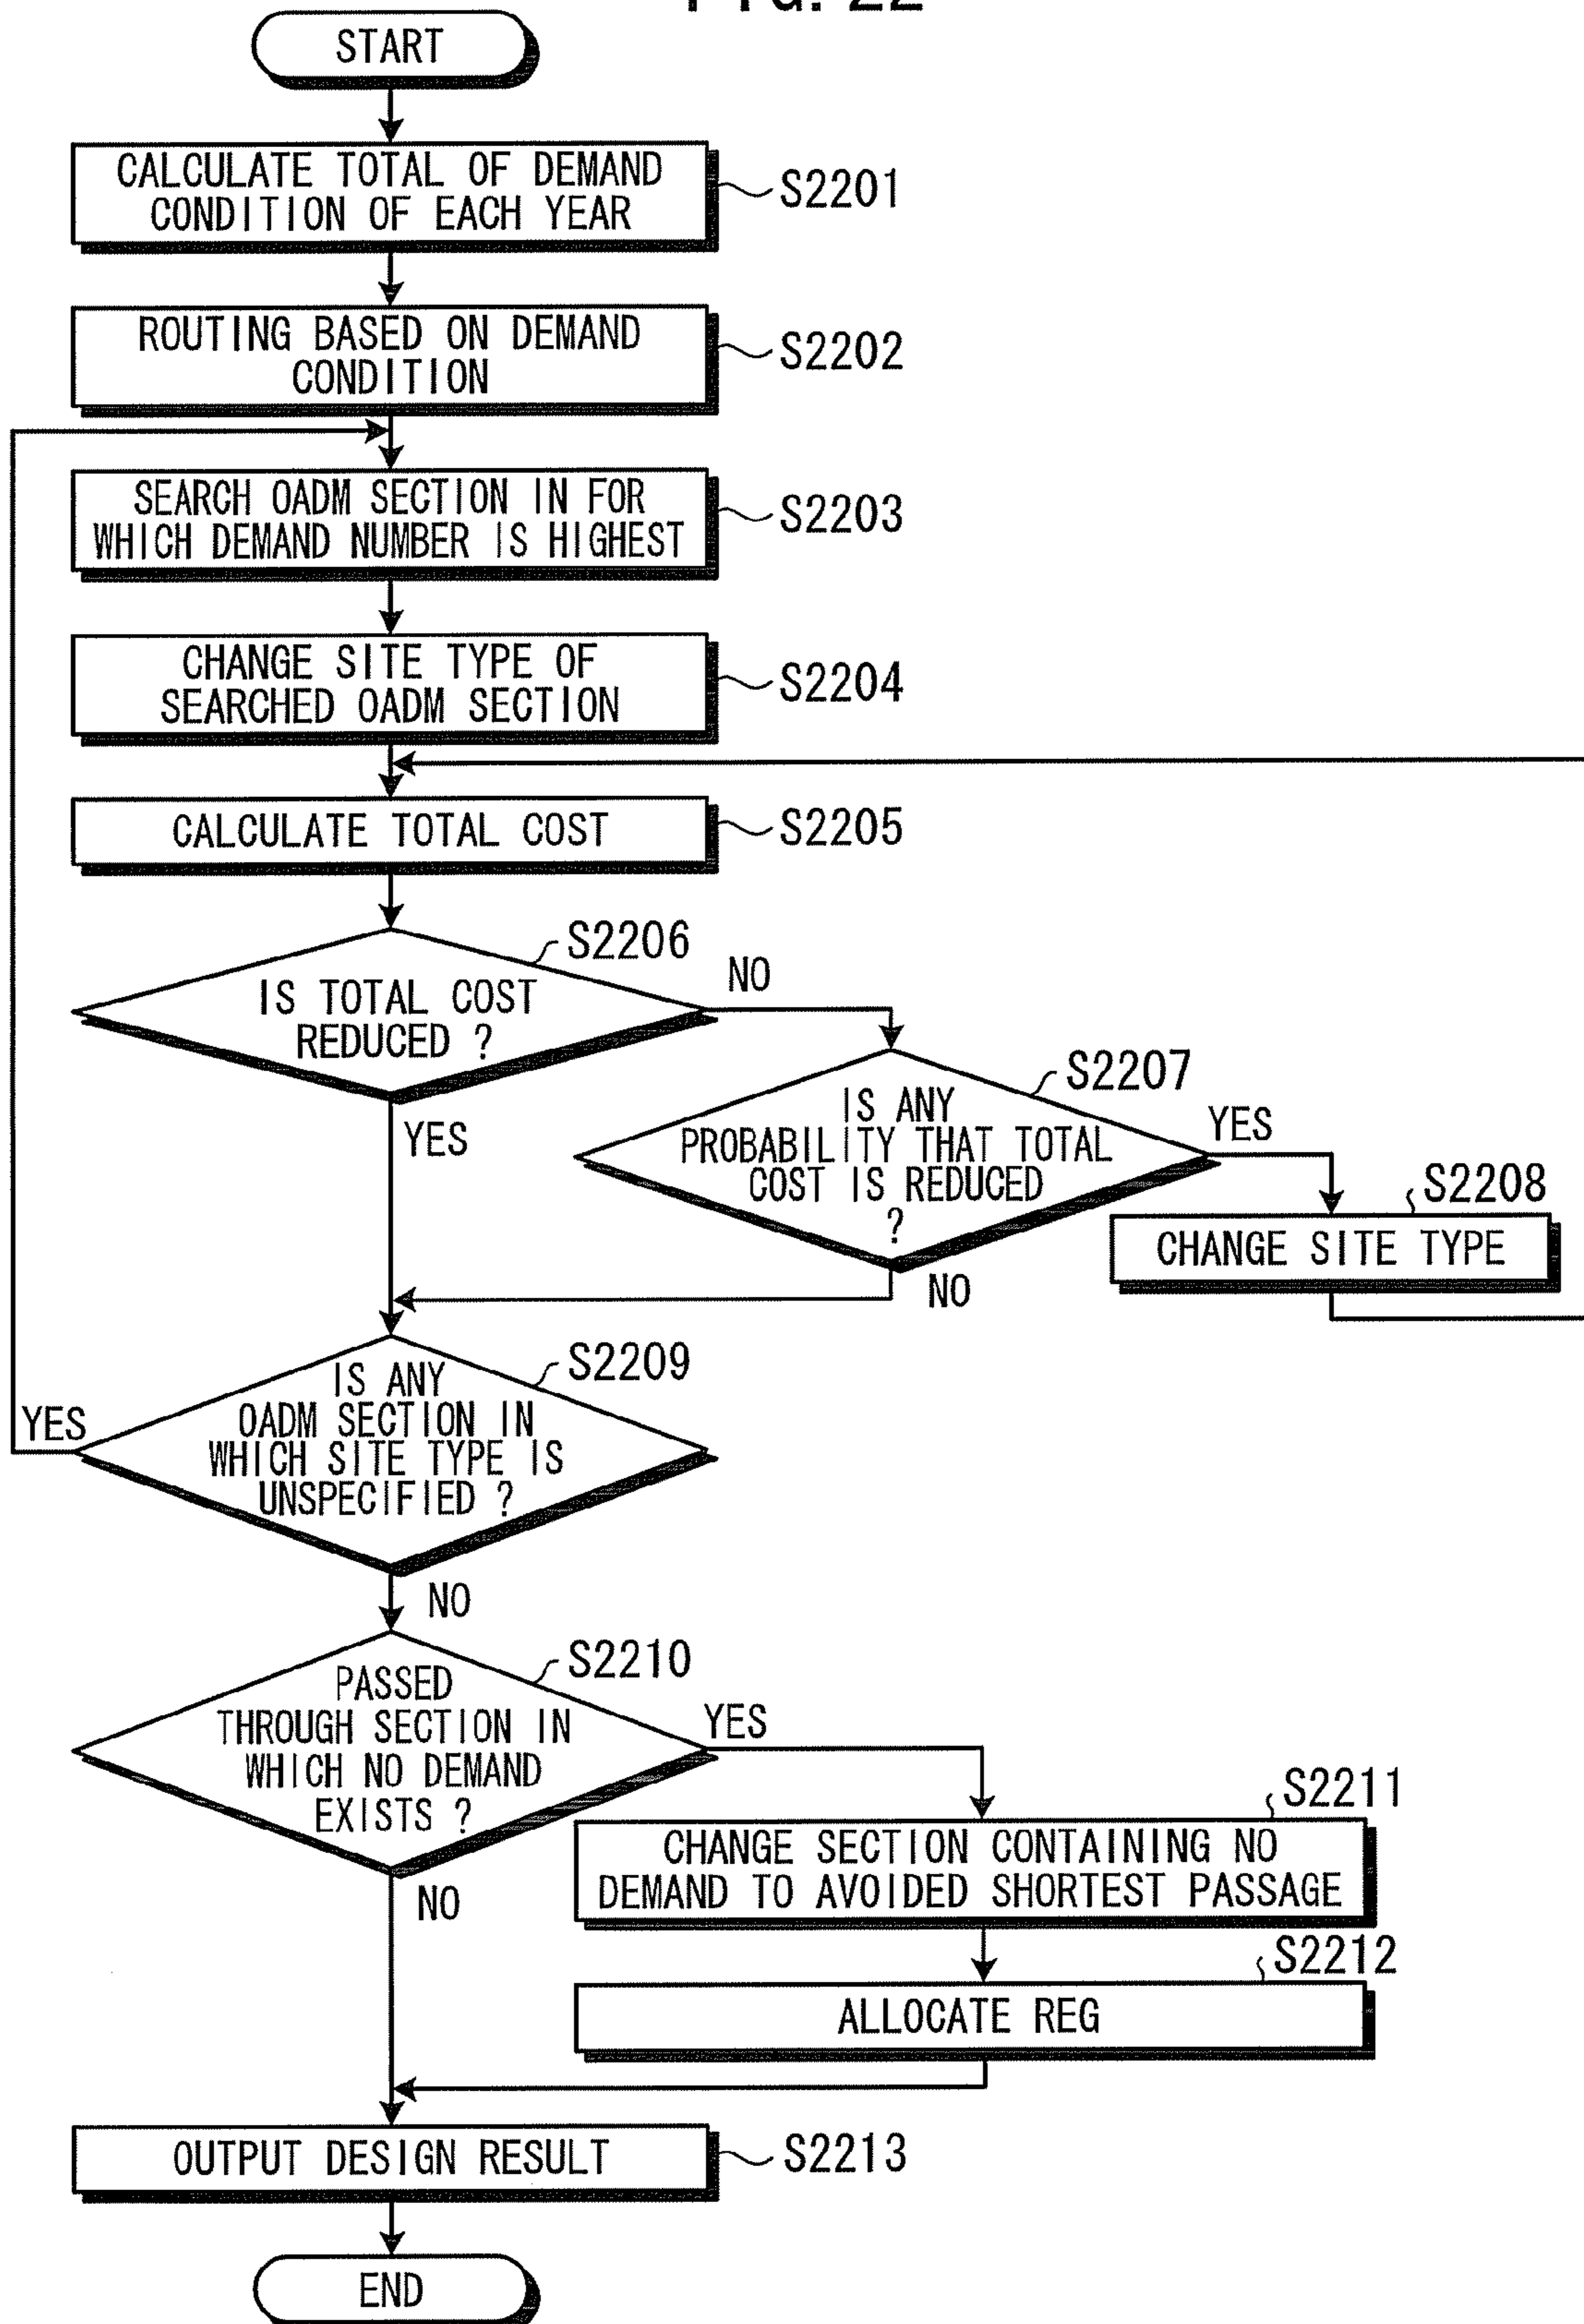 FIG. 22
START
CALCULATE TOTAL OF DEMAND
CONDITION OF EACH YEAR
S2201
ROUTING BASED ON DEMAND
CONDITION
S2202
SEARCH OADM SECTION IN FOR
WHICH DEMAND NUMBER IS HIGHEST
S2203
CHANGE SITE TYPE OF
SEARCHED OADM SECTION
S2204
CALCULATE TOTAL COST
S2205
S2206
IS TOTAL COST
REDUCED ?
NO
YES
S2207
IS ANY
PROBABILITY THAT TOTAL
COST IS REDUCED
?
YES
NO
S2208
CHANGE SITE TYPE
S2209
IS ANY
OADM SECTION IN
WHICH SITE TYPE IS
UNSPECIFIED ?
YES
NO
S2210
PASSED
THROUGH SECTION IN
WHICH NO DEMAND
EXISTS ?
YES
NO
S2211
CHANGE SECTION CONTAINING NO
DEMAND TO AVOIDED SHORTEST PASSAGE
S2212
ALLOCATE REG
OUTPUT DESIGN RESULT
S2213
END